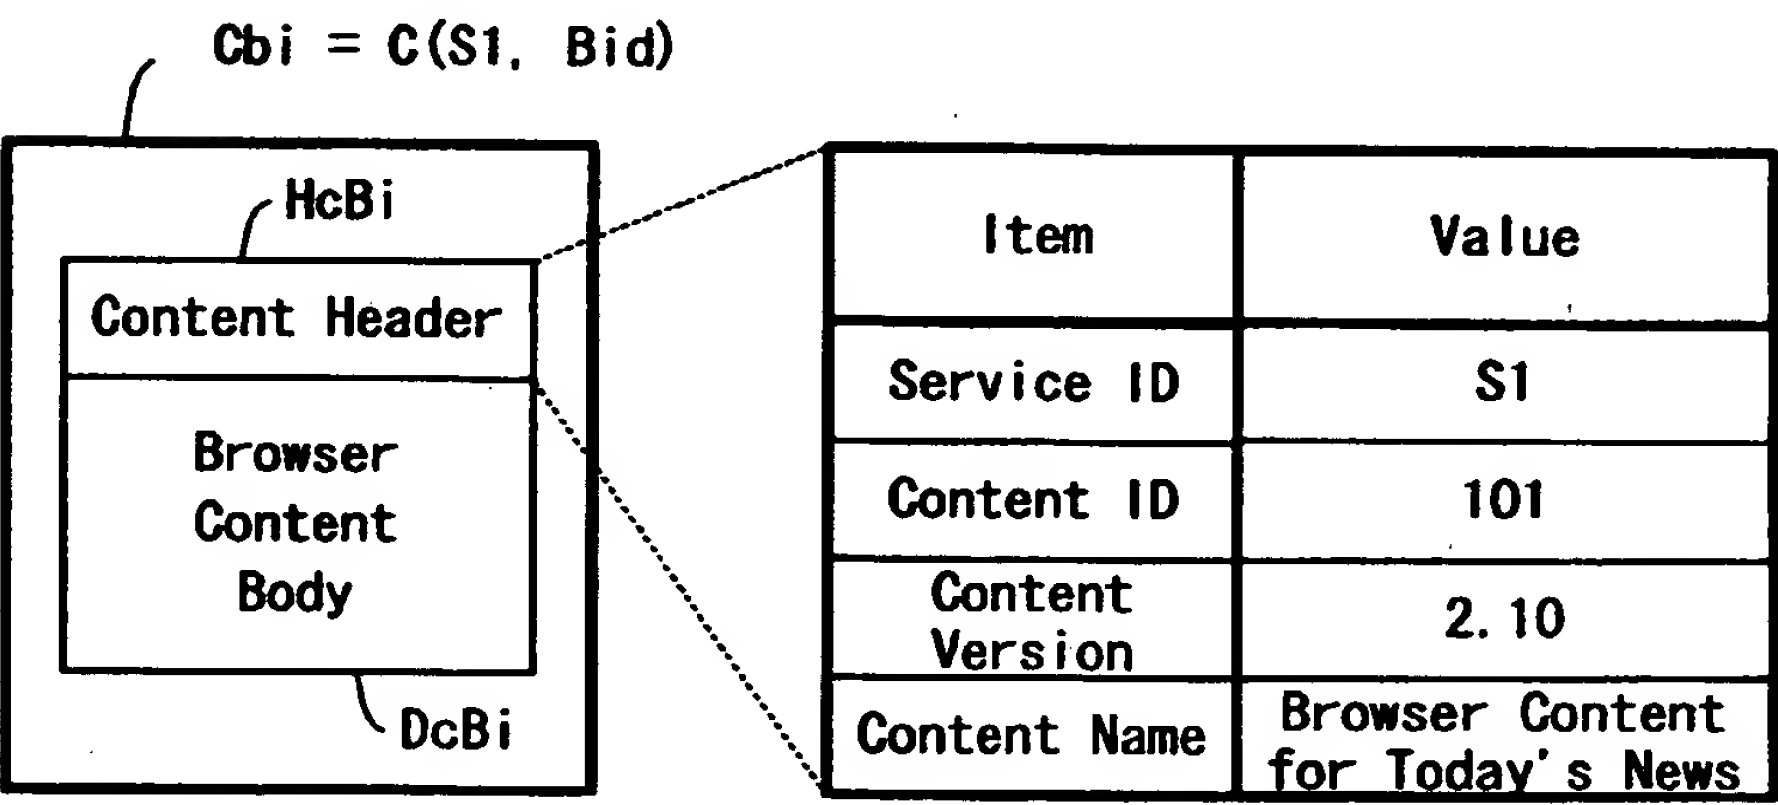 Cbi = C(S1, Bid)
HcBi
Content Header
Browser
Content
Body
DcBi
Item Value
Service ID S1
Content ID 101
Content
Version
2.10
Content Name
Browser Content
for Today's News